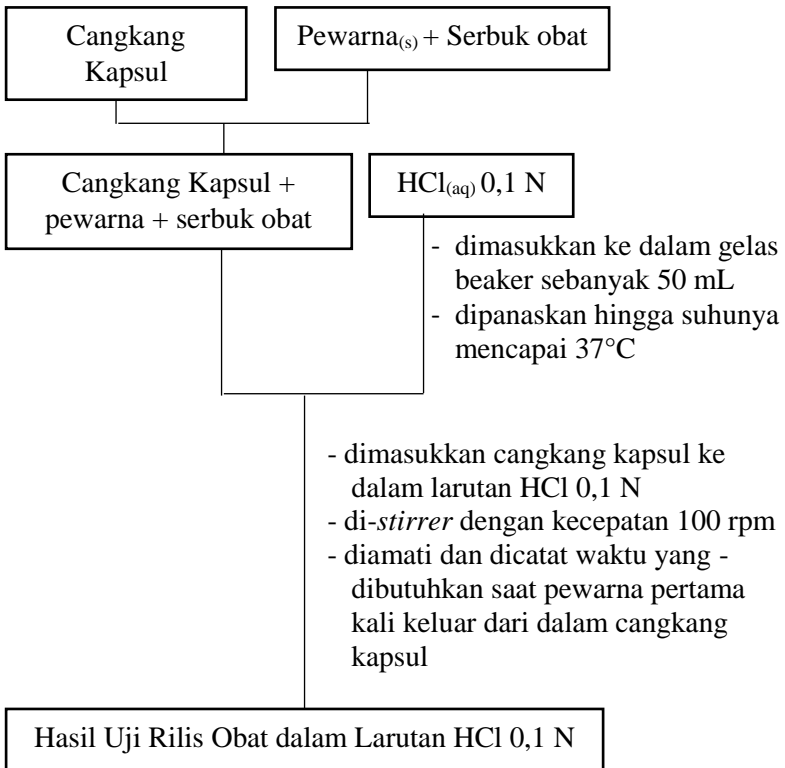 Cangkang
Kapsul
Pewarna(s) + Serbuk obat
Cangkang Kapsul +
pewarna + serbuk obat
HCl(aq) 0,1 N
- dimasukkan ke dalam gelas
beaker sebanyak 50 mL
- dipanaskan hingga suhunya
mencapai 37°C
- dimasukkan cangkang kapsul ke
dalam larutan HCl 0,1 N
- di-stirrer dengan kecepatan 100 rpm
- diamati dan dicatat waktu yang -
dibutuhkan saat pewarna pertama
kali keluar dari dalam cangkang
kapsul
Hasil Uji Rilis Obat dalam Larutan HCl 0,1 N